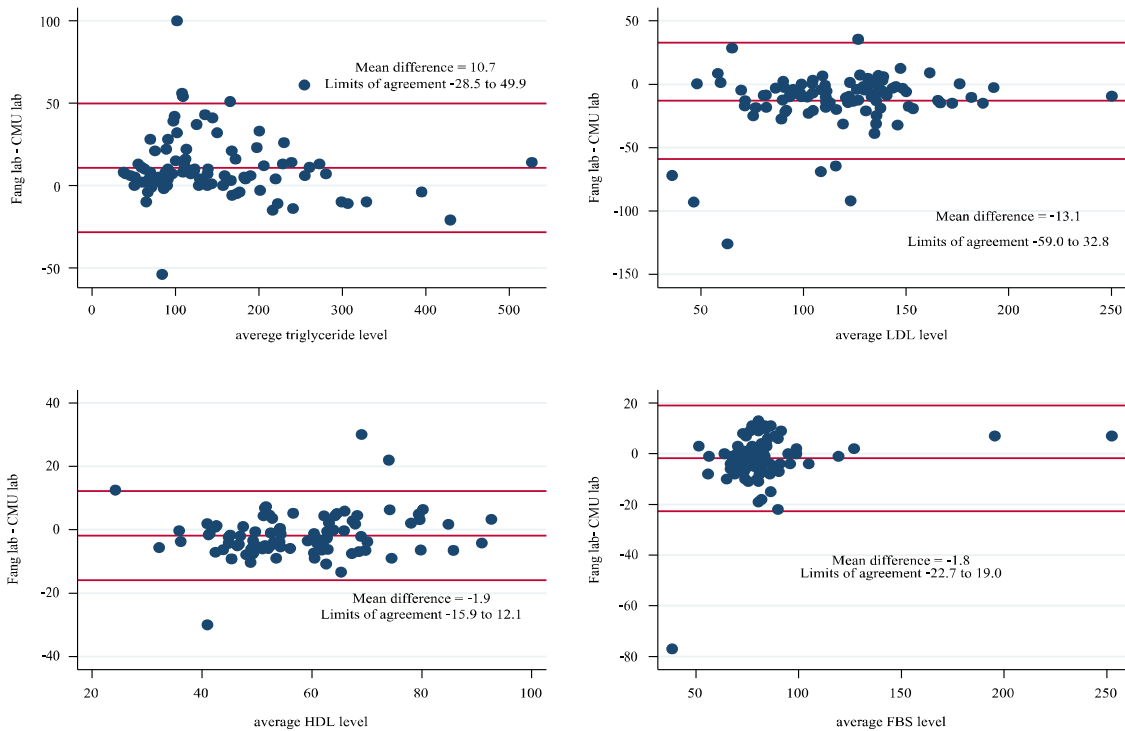 Fang lab - CMU lab
100
50
0
-50
Mean difference = 10.7
Limits of agreement -28.5 to 49.9
0
100
200
300
400
500
averege triglyceride level
Fang lab - CMU lab
50
0
-50
-100
-150
Mean difference = -13.1
Limits of agreement -59.0 to 32.8
50
100
150
200
250
average LDL level
Fang lab - CMU lab
40
20
0
-20
-40
Mean difference = -1.9
Limits of agreement -15.9 to 12.1
20
40
60
80
100
average HDL level
Fang lab- CMU lab
20
0
-20
-40
-60
-80
Mean difference = -1.8
Limits of agreement -22.7 to 19.0
50
100
150
200
250
average FBS level